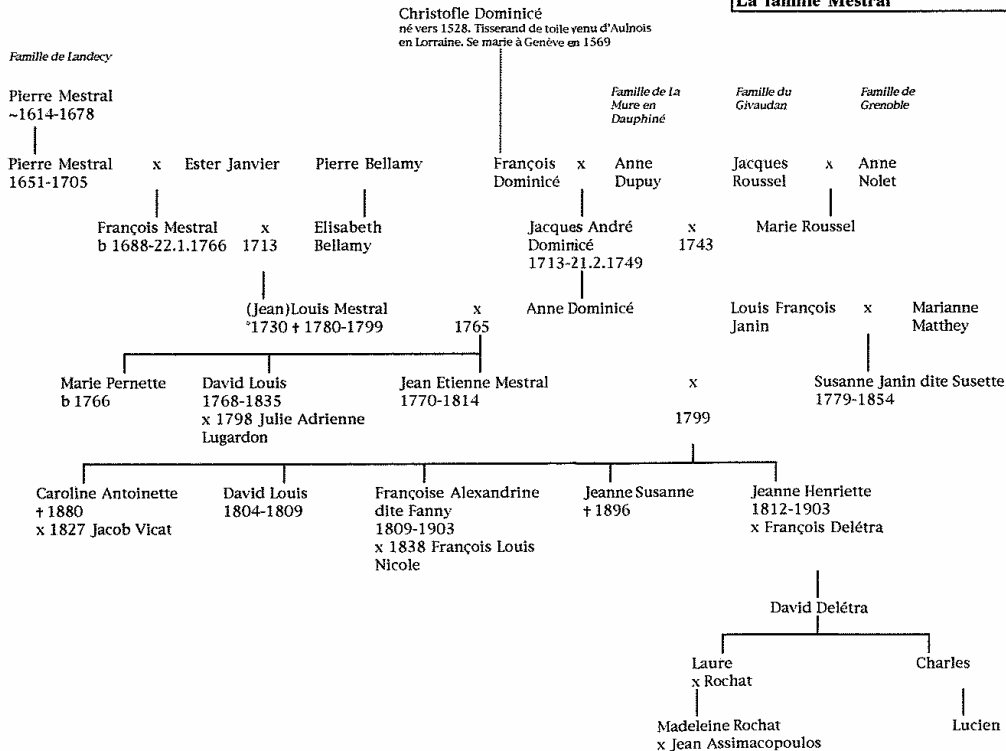 La famille Mestral
Christofle Dominicé
né vers 1528. Tisserand de toile venu d'Aulnois
en Lorraine. Se marie à Genève en 1569
Famille de Landecy
Pierre Mestral
~1614-1678
Famille de La
Mure en
Dauphiné
Famille du
Givaudan
Famille de
Grenoble
Pierre Mestral
1651-1705
x
Ester Janvier
Pierre Bellamy
François
Dominicé
x
Anne
Dupuy
Jacques
Roussel
x
Anne
Nolet
François Mestral
b 1688-22.1.1766
x
1713
Elisabeth
Bellamy
Jacques André
Dominicé
1713-21.2.1749
x
1743
Marie Roussel
(Jean)Louis Mestral
°1730 † 1780-1799
x
1765
Anne Dominicé
Louis François
Janin
x
Marianne
Matthey
Marie Pernette
b 1766
David Louis
1768-1835
x 1798 Julie Adrienne
Lugardon
Jean Etienne Mestral
1770-1814
x
1799
Susanne Janin dite Susette
1779-1854
Caroline Antoinette
† 1880
x 1827 Jacob Vicat
David Louis
1804-1809
Françoise Alexandrine
dite Fanny
1809-1903
x 1838 François Louis
Nicole
Jeanne Susanne
† 1896
Jeanne Henriette
1812-1903
x François Delétra
David Delétra
Laure
x Rochat
Charles
Madeleine Rochat
x Jean Assimacopoulos
Lucien